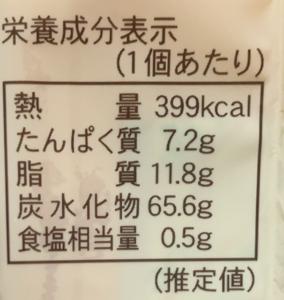 栄養成分表示
(1個あたり)
熱　量 399kcal
たんぱく質 7.2g
脂　質 11.8g
炭水化物 65.6g
食塩相当量 0.5g
(推定値)